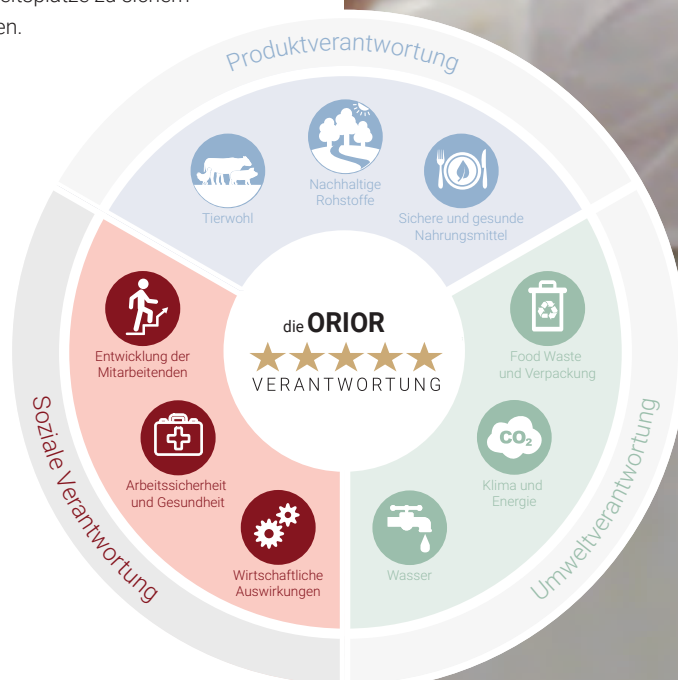 en.
Produktverantwortung
Tierwohl
Nachhaltige
Rohstoffe
Sichere und gesunde
Nahrungsmittel
die ORIOR
VERANTWORTUNG
Entwicklung der
Mitarbeitenden
Arbeitssicherheit
und Gesundheit
Wirtschaftliche
Auswirkungen
Soziale Verantwortung
Food Waste
und Verpackung
CO₂
Klima und
Energie
Wasser
Umweltverantwortung